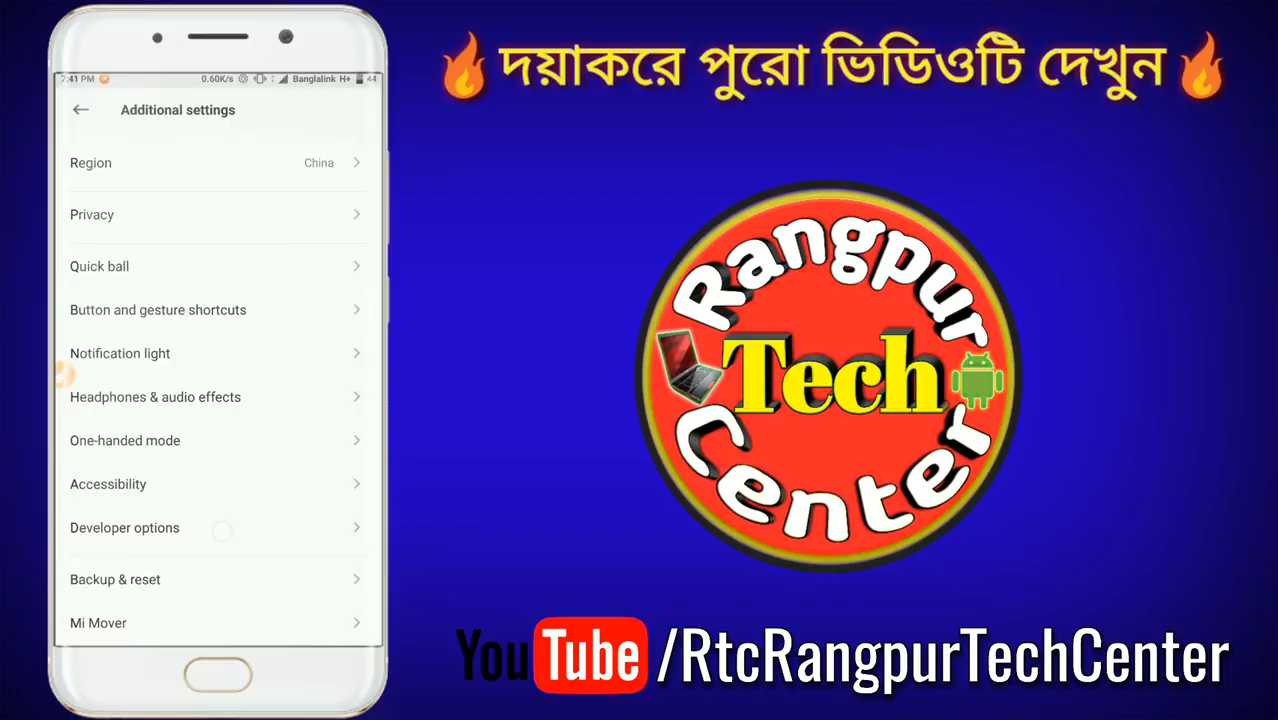 7:41 PM 0.60K/s Banglalink H+ 44
Additional settings
Region China
Privacy
Quick ball
Button and gesture shortcuts
Notification light
Headphones & audio effects
One-handed mode
Accessibility
Developer options
Backup & reset
Mi Mover
দয়াকরে পুরো ভিডিওটি দেখুন
Rangpur
Tech
Center
YouTube /RtcRangpurTechCenter